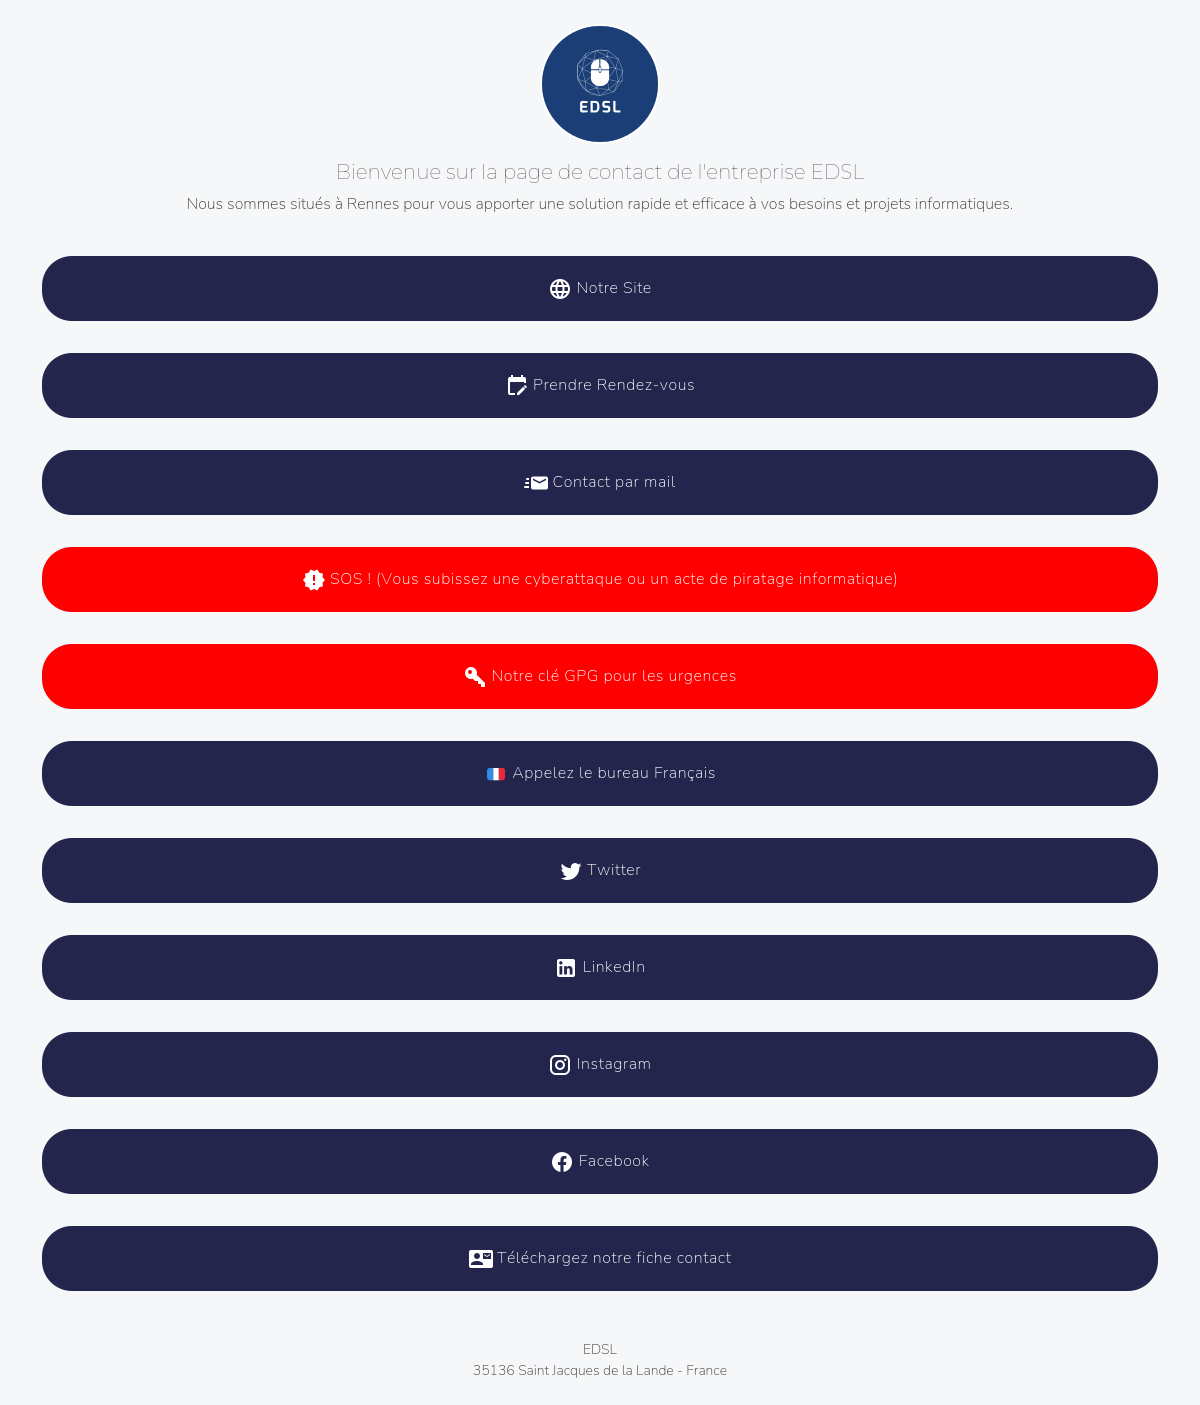 EDSL
Bienvenue sur la page de contact de l'entreprise EDSL
Nous sommes situés à Rennes pour vous apporter une solution rapide et efficace à vos besoins et projets informatiques.
Notre Site
Prendre Rendez-vous
Contact par mail
SOS ! (Vous subissez une cyberattaque ou un acte de piratage informatique)
Notre clé GPG pour les urgences
Appelez le bureau Français
Twitter
LinkedIn
Instagram
Facebook
Téléchargez notre fiche contact
EDSL
35136 Saint Jacques de la Lande - France